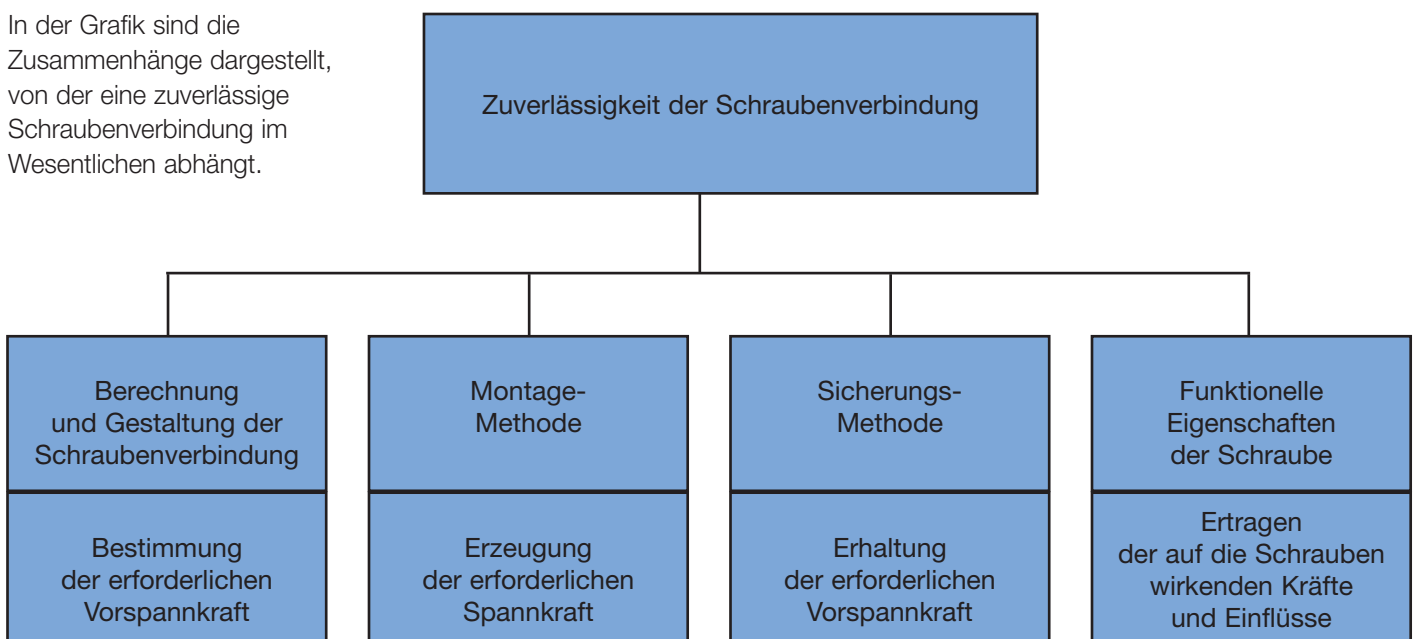 In der Grafik sind die
Zusammenhänge dargestellt,
von der eine zuverlässige
Schraubenverbindung im
Wesentlichen abhängt.
Zuverlässigkeit der Schraubenverbindung
Berechnung
und Gestaltung der
Schraubenverbindung
Bestimmung
der erforderlichen
Vorspannkraft
Montage-
Methode
Erzeugung
der erforderlichen
Spannkraft
Sicherungs-
Methode
Erhaltung
der erforderlichen
Vorspannkraft
Funktionelle
Eigenschaften
der Schraube
Ertragen
der auf die Schrauben
wirkenden Kräfte
und Einflüsse